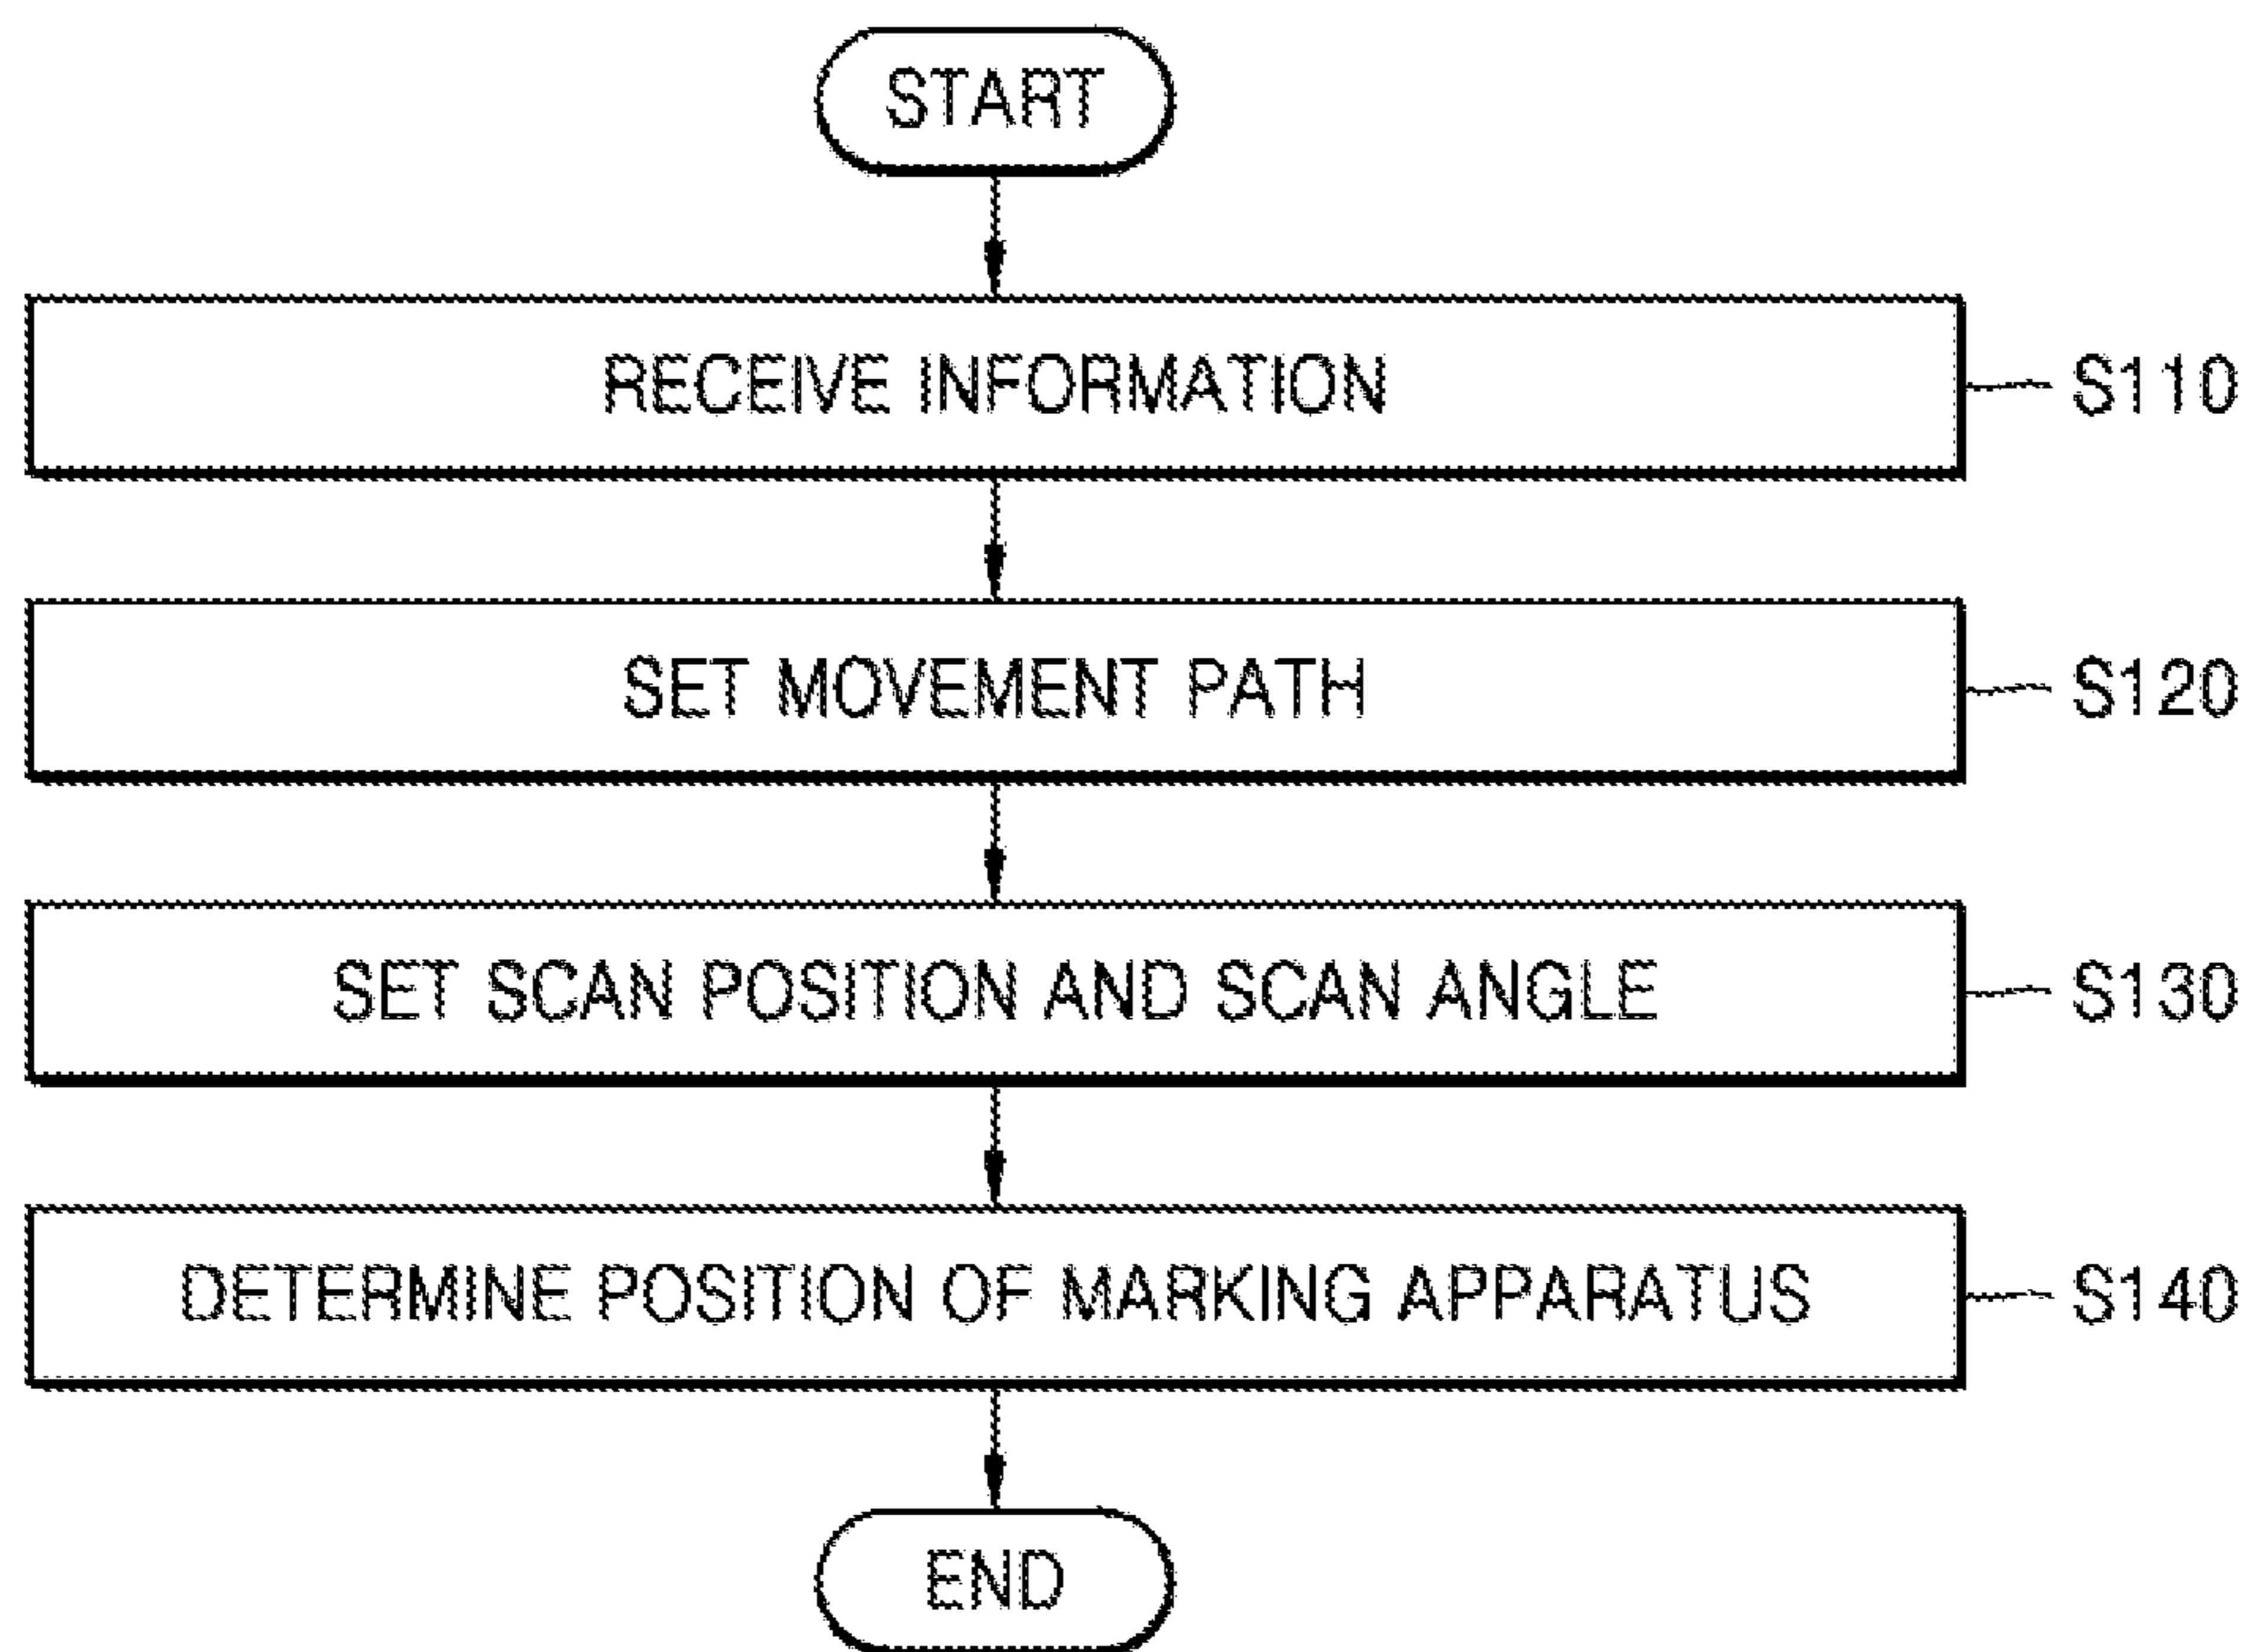 START
RECEIVE INFORMATION
S110
SET MOVEMENT PATH
S120
SET SCAN POSITION AND SCAN ANGLE
S130
DETERMINE POSITION OF MARKING APPARATUS
S140
END